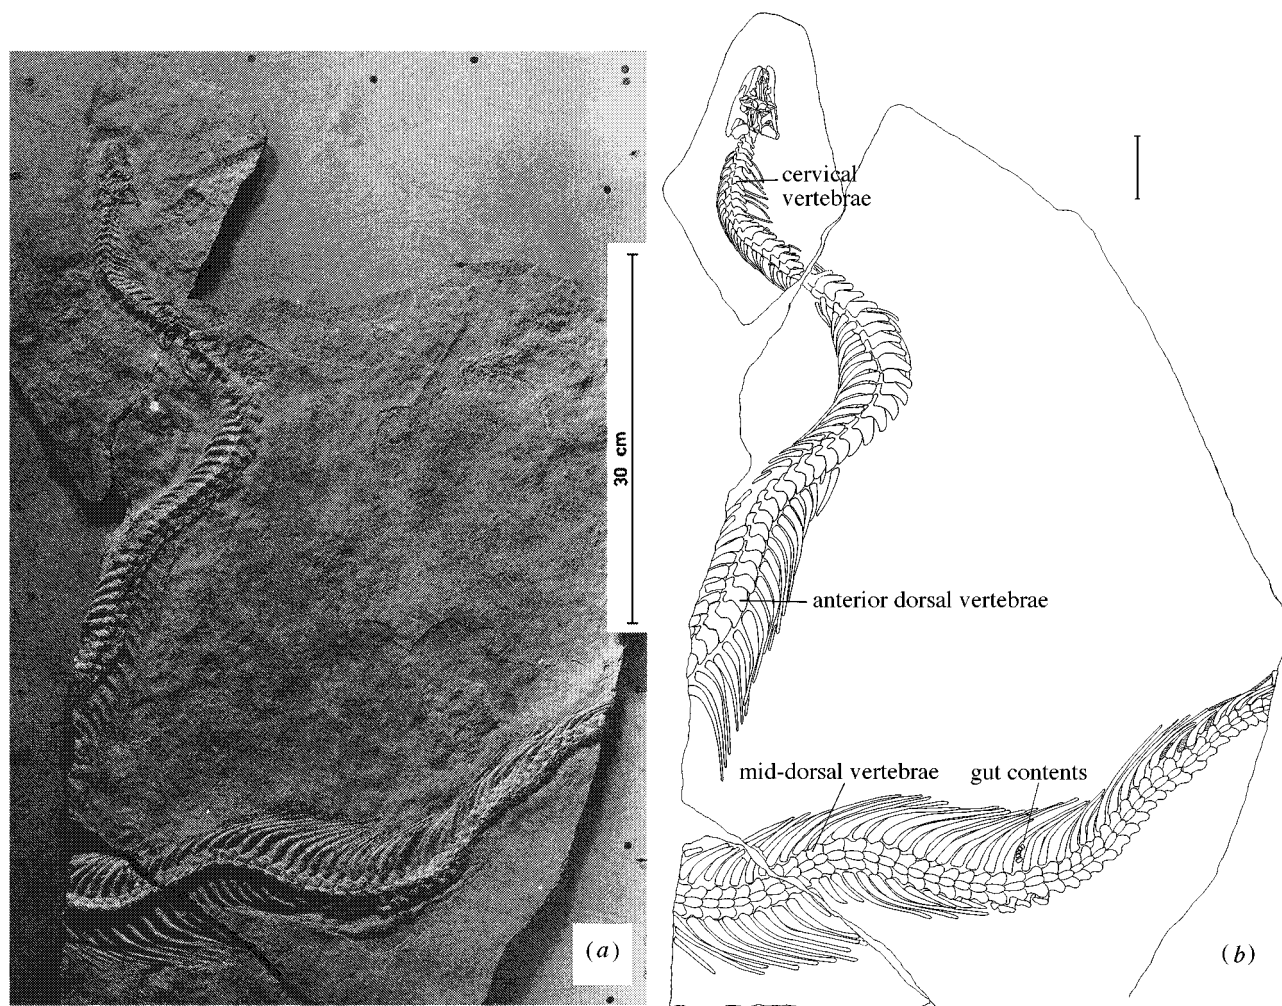 cervical
vertebrae
30 cm
anterior dorsal vertebrae
mid-dorsal vertebrae
gut contents
(a)
(b)